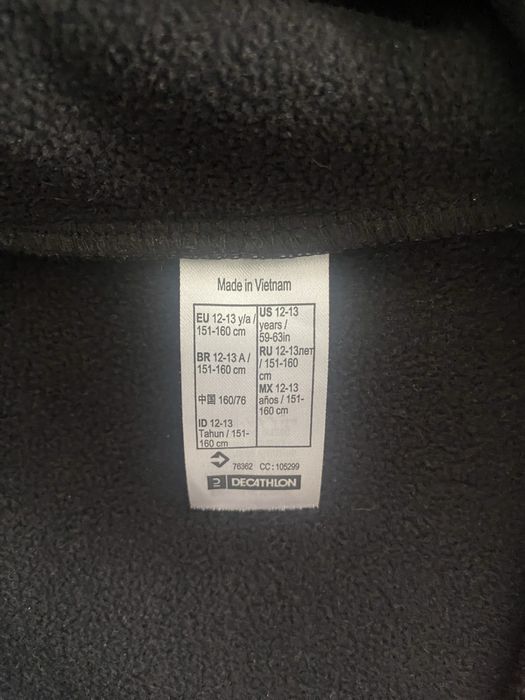 Made in Vietnam
EU 12-13 y/a /
151-160 cm
BR 12-13 A /
151-160 cm
中国 160/76
ID 12-13
Tahun / 151-
160 cm
US 12-13
years /
59-63in
RU 12-13лет
/ 151-160
cm
MX 12-13
años / 151-
160 cm
76362 CC : 105299
DECATHLON